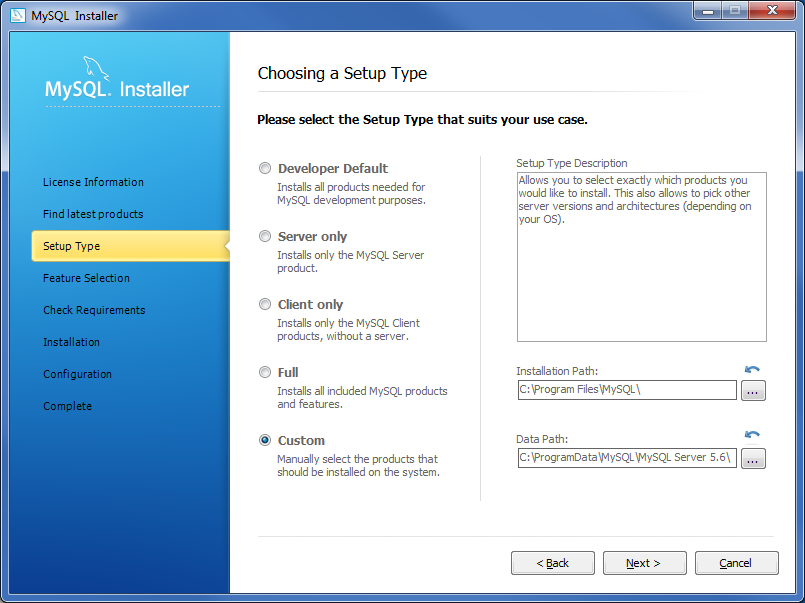 MySQL Installer
MySQL. Installer
License Information
Find latest products
Setup Type
Feature Selection
Check Requirements
Installation
Configuration
Complete
Choosing a Setup Type
Please select the Setup Type that suits your use case.
Developer Default
Installs all products needed for
MySQL development purposes.
Server only
Installs only the MySQL Server
product.
Client only
Installs only the MySQL Client
products, without a server.
Full
Installs all included MySQL products
and features.
Custom
Manually select the products that
should be installed on the system.
Setup Type Description
Allows you to select exactly which products you
would like to install. This also allows to pick other
server versions and architectures (depending on
your OS).
Installation Path:
C:\Program Files\MySQL\
...
Data Path:
C:\ProgramData\MySQL\MySQL Server 5.6\
...
< Back
Next >
Cancel